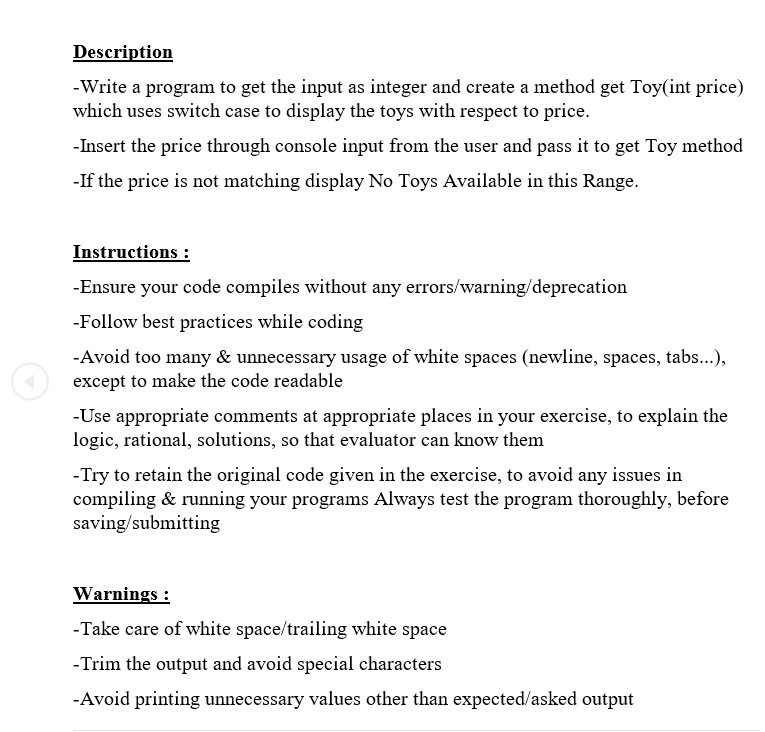 Description
-Write a program to get the input as integer and create a method get Toy(int price)
which uses switch case to display the toys with respect to price.
-Insert the price through console input from the user and pass it to get Toy method
-If the price is not matching display No Toys Available in this Range.
Instructions :
-Ensure your code compiles without any errors/warning/deprecation
-Follow best practices while coding
-Avoid too many & unnecessary usage of white spaces (newline, spaces, tabs...),
except to make the code readable
-Use appropriate comments at appropriate places in your exercise, to explain the
logic, rational, solutions, so that evaluator can know them
-Try to retain the original code given in the exercise, to avoid any issues in
compiling & running your programs Always test the program thoroughly, before
saving/submitting
Warnings :
-Take care of white space/trailing white space
-Trim the output and avoid special characters
-Avoid printing unnecessary values other than expected/asked output